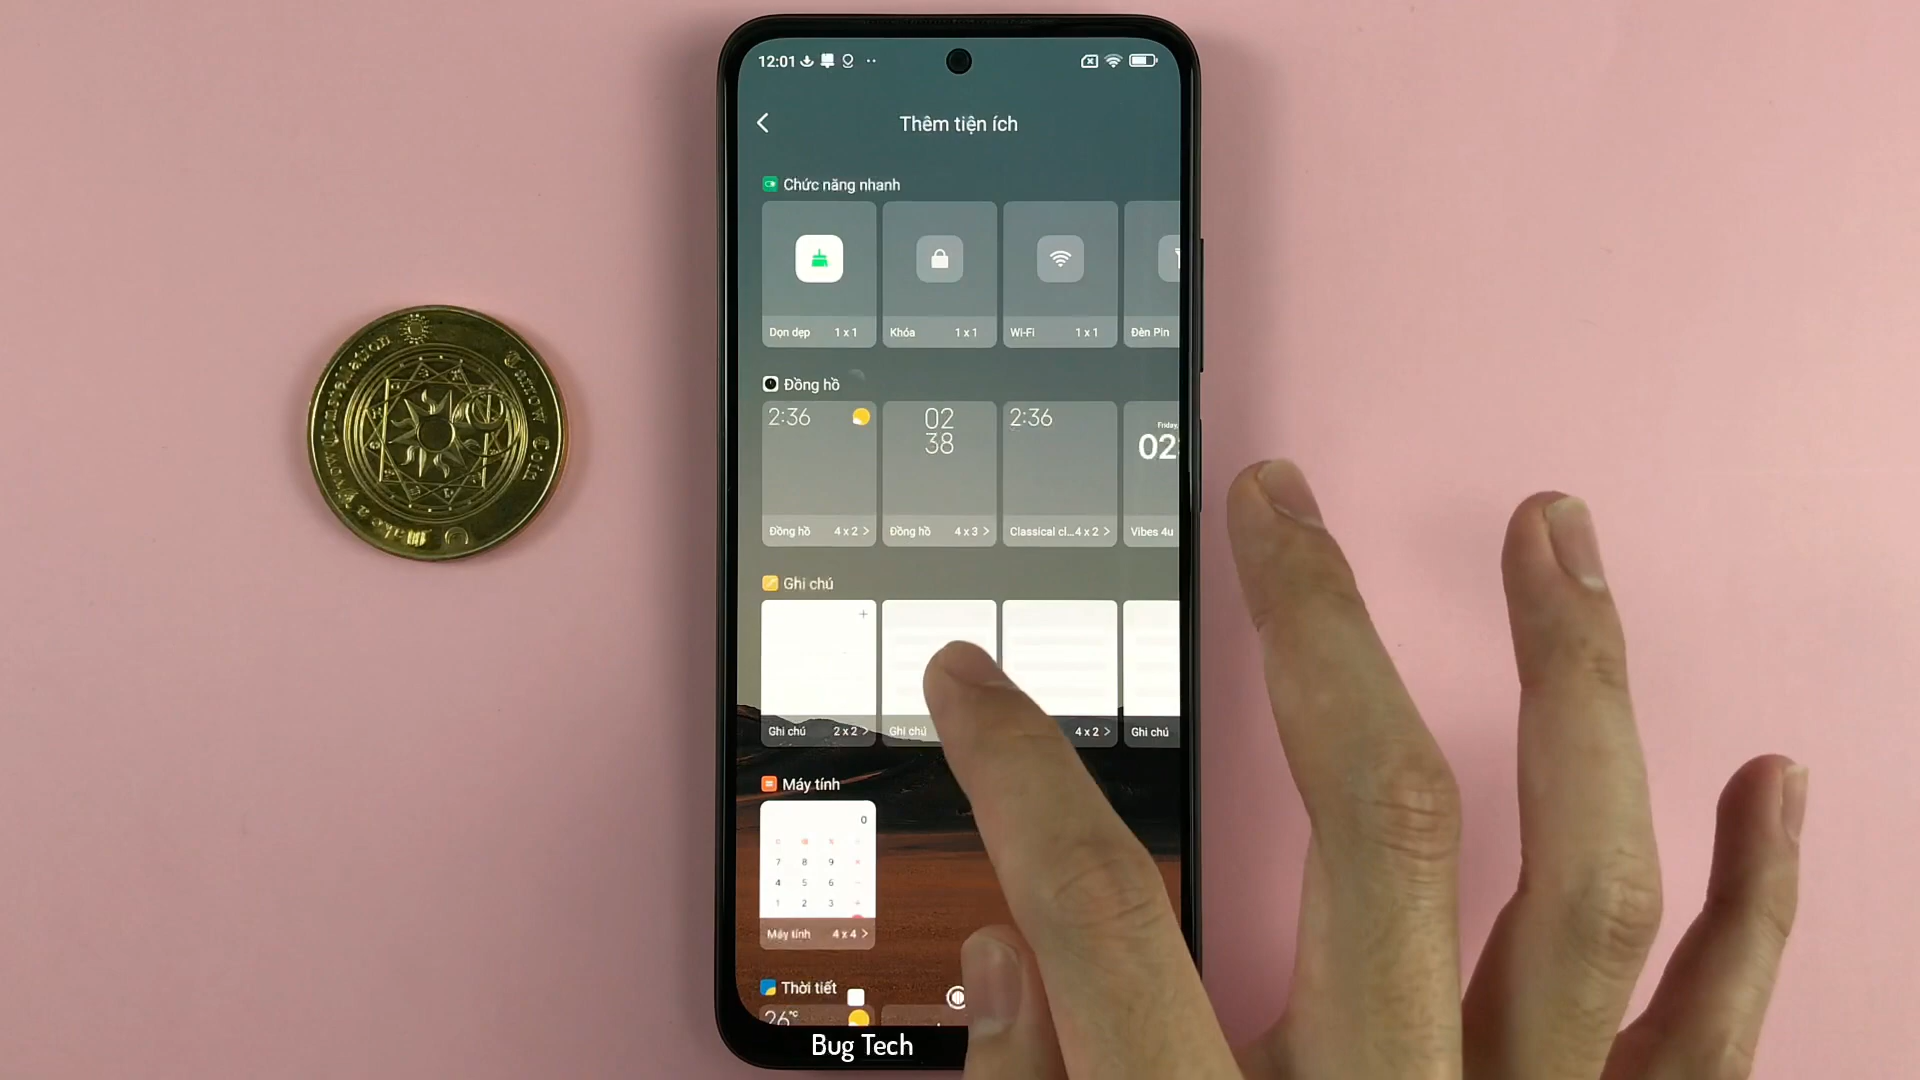 12:01
Thêm tiện ích
Chức năng nhanh
Dọn dẹp 1 x 1
Khóa 1 x 1
Wi-Fi 1 x 1
Đèn Pin
Đồng hồ
2:36
02
38
2:36
Friday,
02
Đồng hồ 4 x 2 >
Đồng hồ 4 x 3 >
Classical cl...4 x 2 >
Vibes 4u
Ghi chú
+
Ghi chú 2 x 2 >
Ghi chú
4 x 2 >
Ghi chú
Máy tính
0
7 8 9
4 5 6
1 2 3 +
Máy tính 4 x 4 >
Thời tiết
26°C
Bug Tech
Constellation
Tarrow Coin